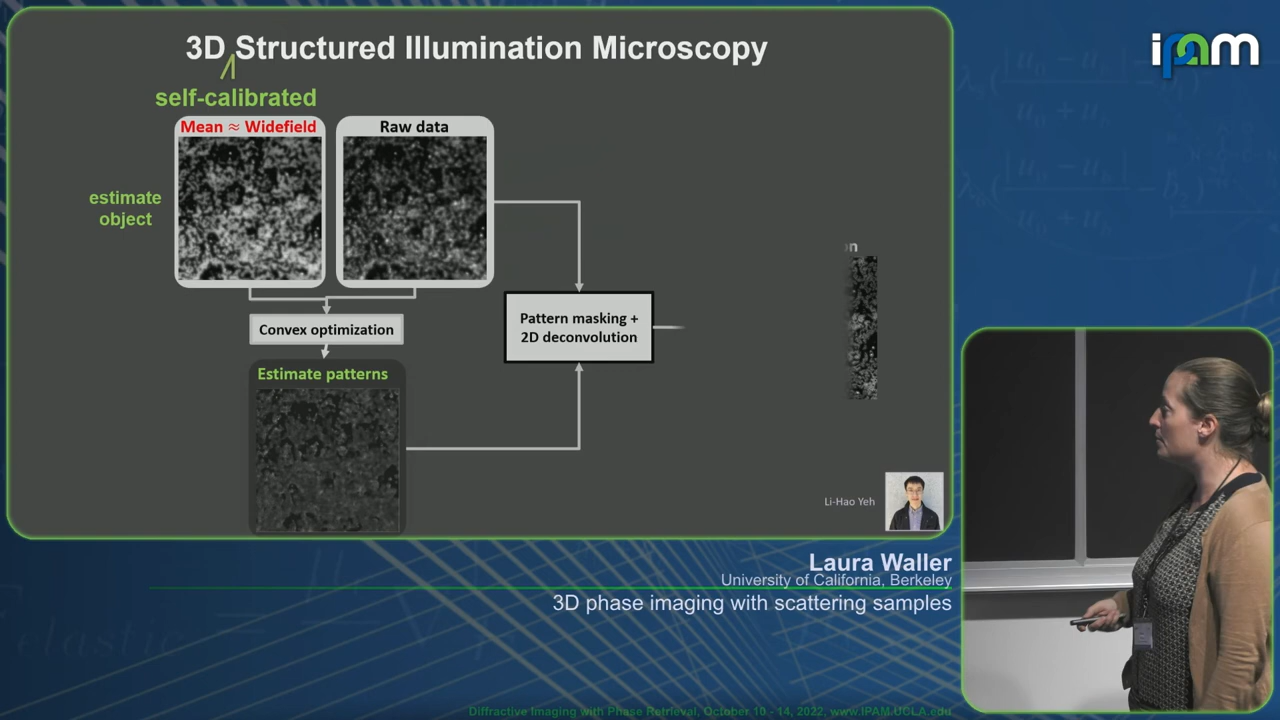 3D Structured Illumination Microscopy
self-calibrated
Mean ≈ Widefield
Raw data
estimate
object
Convex optimization
Pattern masking +
2D deconvolution
Estimate patterns
Li-Hao Yeh
ipam
Laura Waller
University of California, Berkeley
3D phase imaging with scattering samples
elastic
Diffractive Imaging with Phase Retrieval, October 10 - 14, 2022, www.IPAM.UCLA.edu